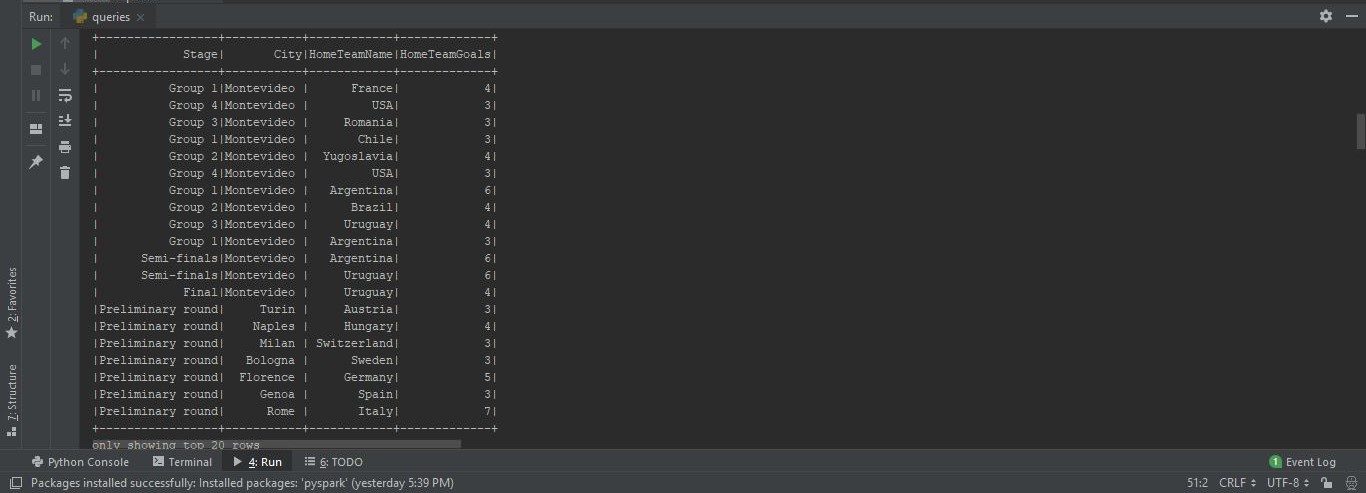 Run: queries
+-----------------+-----------+------------+-------------+
|            Stage|       City|HomeTeamName|HomeTeamGoals|
+-----------------+-----------+------------+-------------+
|          Group 1|Montevideo |      France|            4|
|          Group 4|Montevideo |         USA|            3|
|          Group 3|Montevideo |     Romania|            3|
|          Group 1|Montevideo |       Chile|            3|
|          Group 2|Montevideo |  Yugoslavia|            4|
|          Group 4|Montevideo |         USA|            3|
|          Group 1|Montevideo |   Argentina|            6|
|          Group 2|Montevideo |      Brazil|            4|
|          Group 3|Montevideo |     Uruguay|            4|
|          Group 1|Montevideo |   Argentina|            3|
|      Semi-finals|Montevideo |   Argentina|            6|
|      Semi-finals|Montevideo |     Uruguay|            6|
|            Final|Montevideo |     Uruguay|            4|
|Preliminary round|     Turin |     Austria|            3|
|Preliminary round|    Naples |     Hungary|            4|
|Preliminary round|     Milan | Switzerland|            3|
|Preliminary round|   Bologna |      Sweden|            3|
|Preliminary round|  Florence |     Germany|            5|
|Preliminary round|     Genoa |       Spain|            3|
|Preliminary round|      Rome |       Italy|            7|
+-----------------+-----------+------------+-------------+
only showing top 20 rows
2: Favorites
7: Structure
Python Console Terminal 4: Run 6: TODO 1 Event Log
Packages installed successfully: Installed packages: 'pyspark' (yesterday 5:39 PM) 51:2 CRLF UTF-8